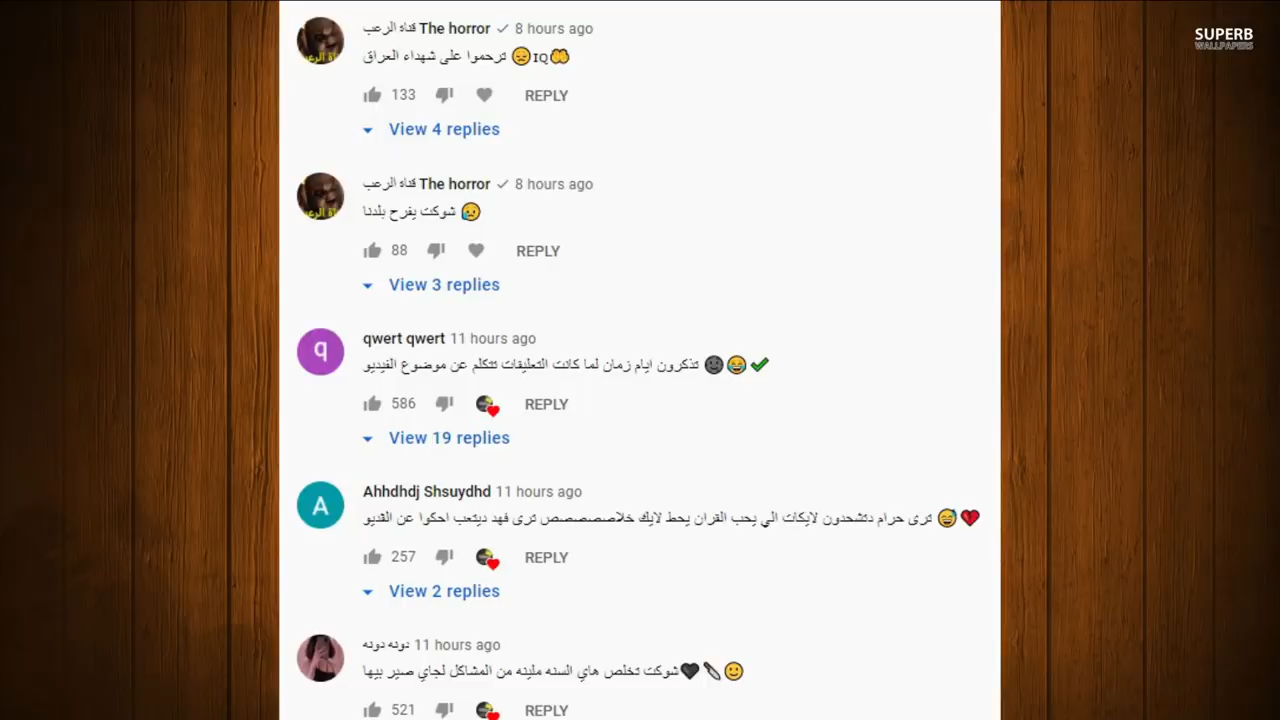 SUPERB
WALLPAPERS
قناة الرعب The horror ✓ 8 hours ago
ترحموا على شهداء العراق 😔IQ🤲
133 REPLY
View 4 replies
قناة الرعب The horror ✓ 8 hours ago
شوكت يفرح بلدنا 😥
88 REPLY
View 3 replies
q
qwert qwert 11 hours ago
تذكرون ايام زمان لما كانت التعليقات تتكلم عن موضوع الفيديو 🌚😂✔
586 REPLY
View 19 replies
A
Ahhdhdj Shsuydhd 11 hours ago
ترى حرام دتشحدون لايكات الي يحب القران يحط لايك خلاصصصصص ترى فهد ديتعب احكوا عن الفديو 😅💔
257 REPLY
View 2 replies
دونه دونه 11 hours ago
شوكت تخلص هاي السنه مليئه من المشاكل لجاي صير بيها🖤🔪🙂
521 REPLY